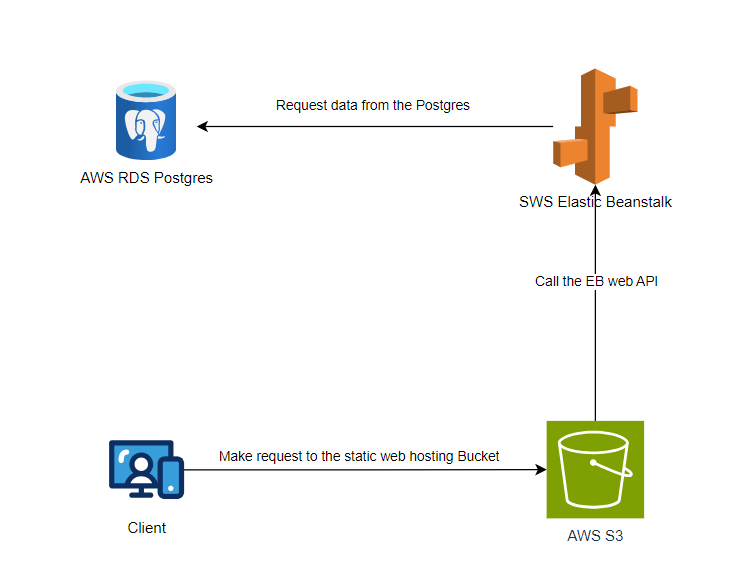 Request data from the Postgres
AWS RDS Postgres
SWS Elastic Beanstalk
Call the EB web API
Make request to the static web hosting Bucket
Client
AWS S3